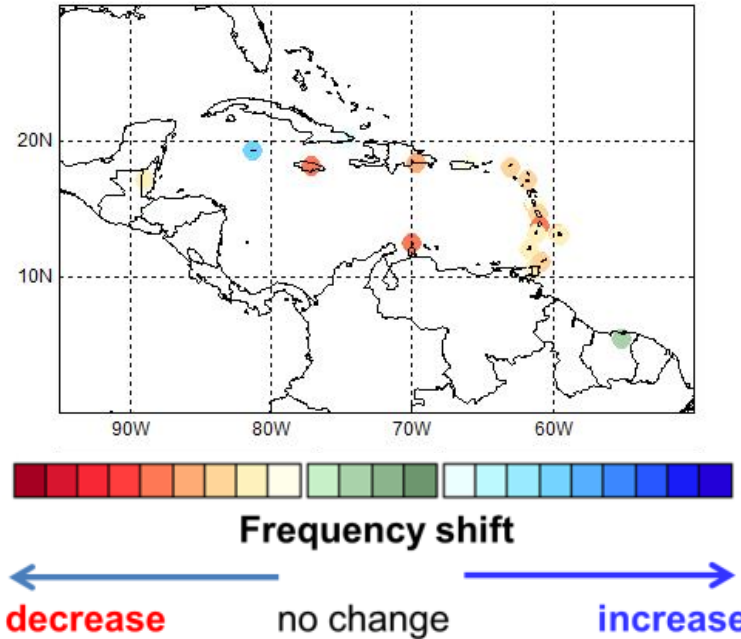 20N
10N
90W 80W 70W 60W
Frequency shift
decrease no change increase